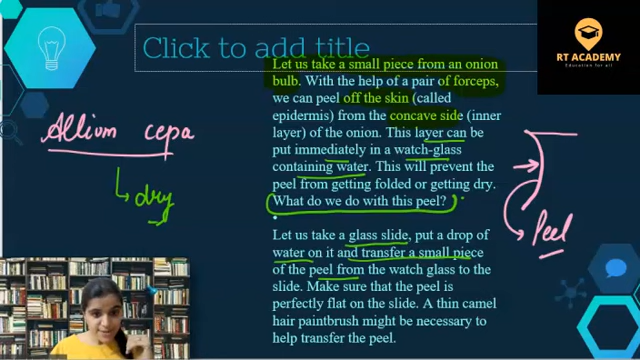 Click to add title
RT ACADEMY
Education for all
Let us take a small piece from an onion
bulb. With the help of a pair of forceps,
we can peel off the skin (called
epidermis) from the concave side (inner
layer) of the onion. This layer can be
put immediately in a watch-glass
containing water. This will prevent the
peel from getting folded or getting dry.
What do we do with this peel?
Let us take a glass slide, put a drop of
water on it and transfer a small piece
of the peel from the watch glass to the
slide. Make sure that the peel is
perfectly flat on the slide. A thin camel
hair paintbrush might be necessary to
help transfer the peel.
Allium cepa
dry
Peel